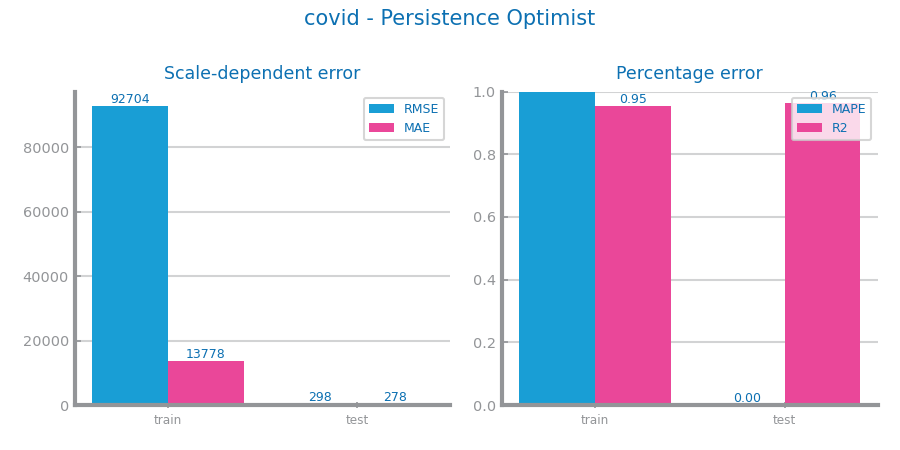 covid - Persistence Optimist
Scale-dependent error
92704
13778
298
278
RMSE
MAE
80000
60000
40000
20000
0
train
test
Percentage error
0.95
0.96
0.00
MAPE
R2
1.0
0.8
0.6
0.4
0.2
0.0
train
test